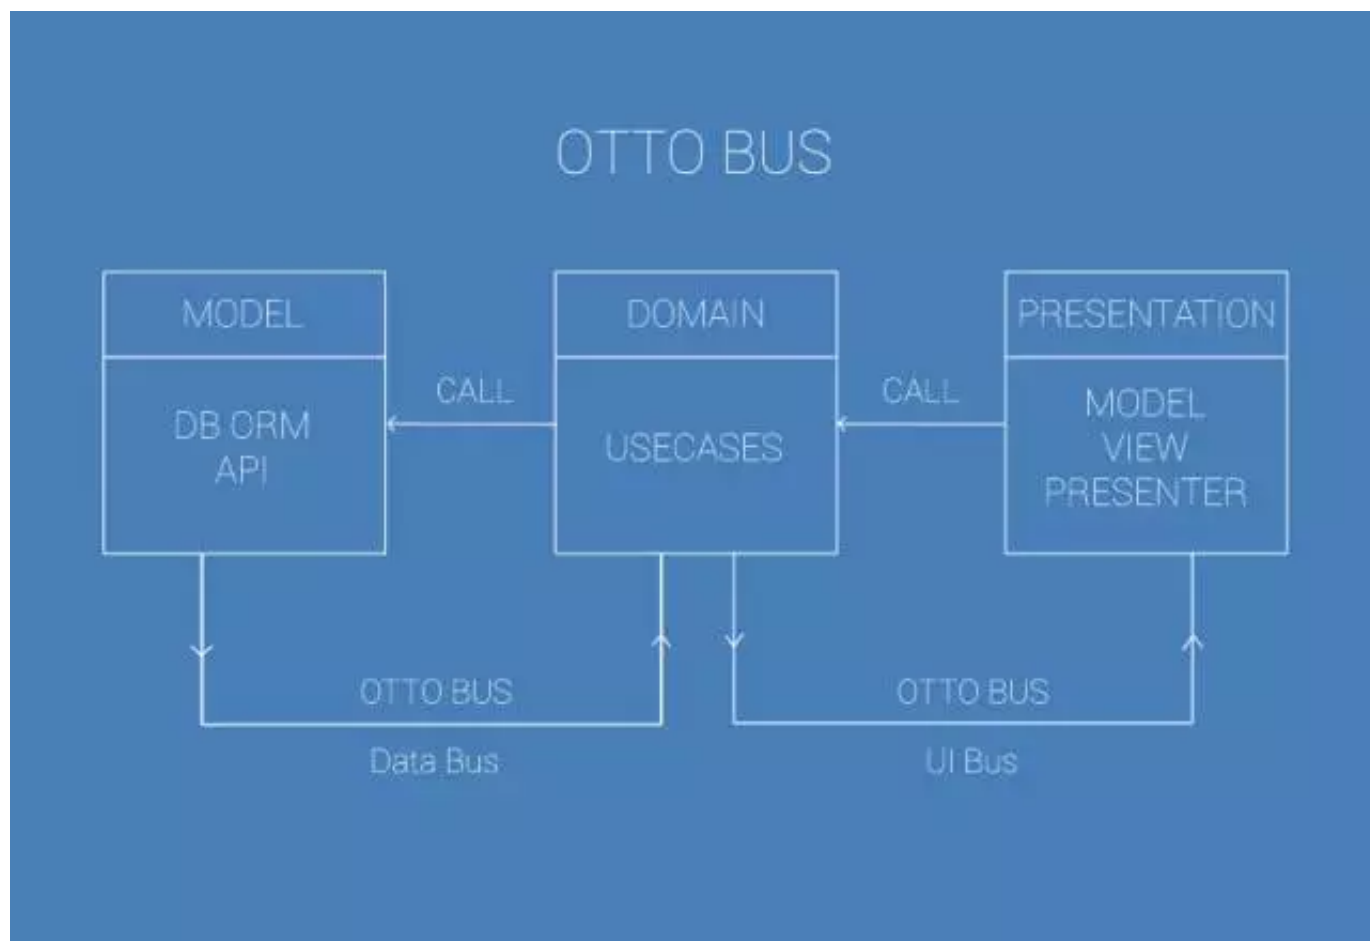 OTTO BUS
MODEL
DB ORM
API
CALL
DOMAIN
USECASES
CALL
PRESENTATION
MODEL
VIEW
PRESENTER
OTTO BUS
Data Bus
OTTO BUS
UI Bus